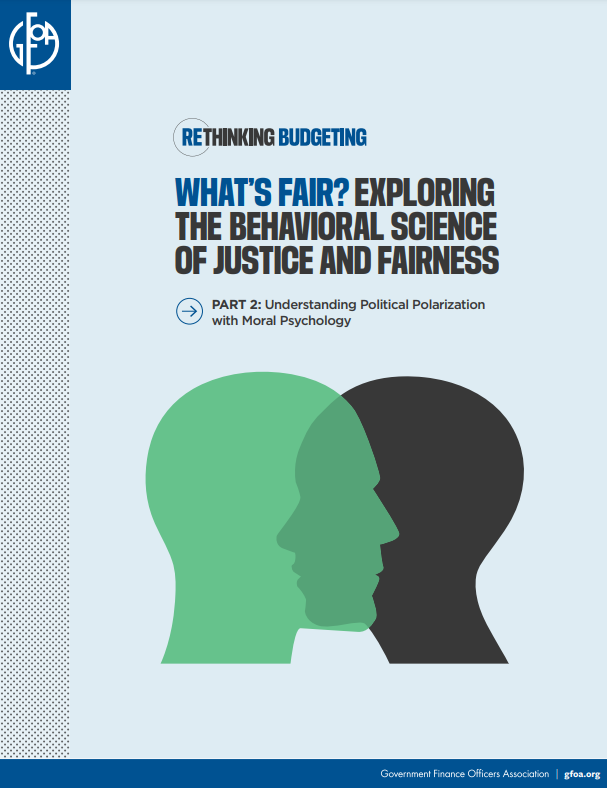 GFOA
RETHINKING BUDGETING
WHAT'S FAIR? EXPLORING
THE BEHAVIORAL SCIENCE
OF JUSTICE AND FAIRNESS
PART 2: Understanding Political Polarization
with Moral Psychology
Government Finance Officers Association | gfoa.org